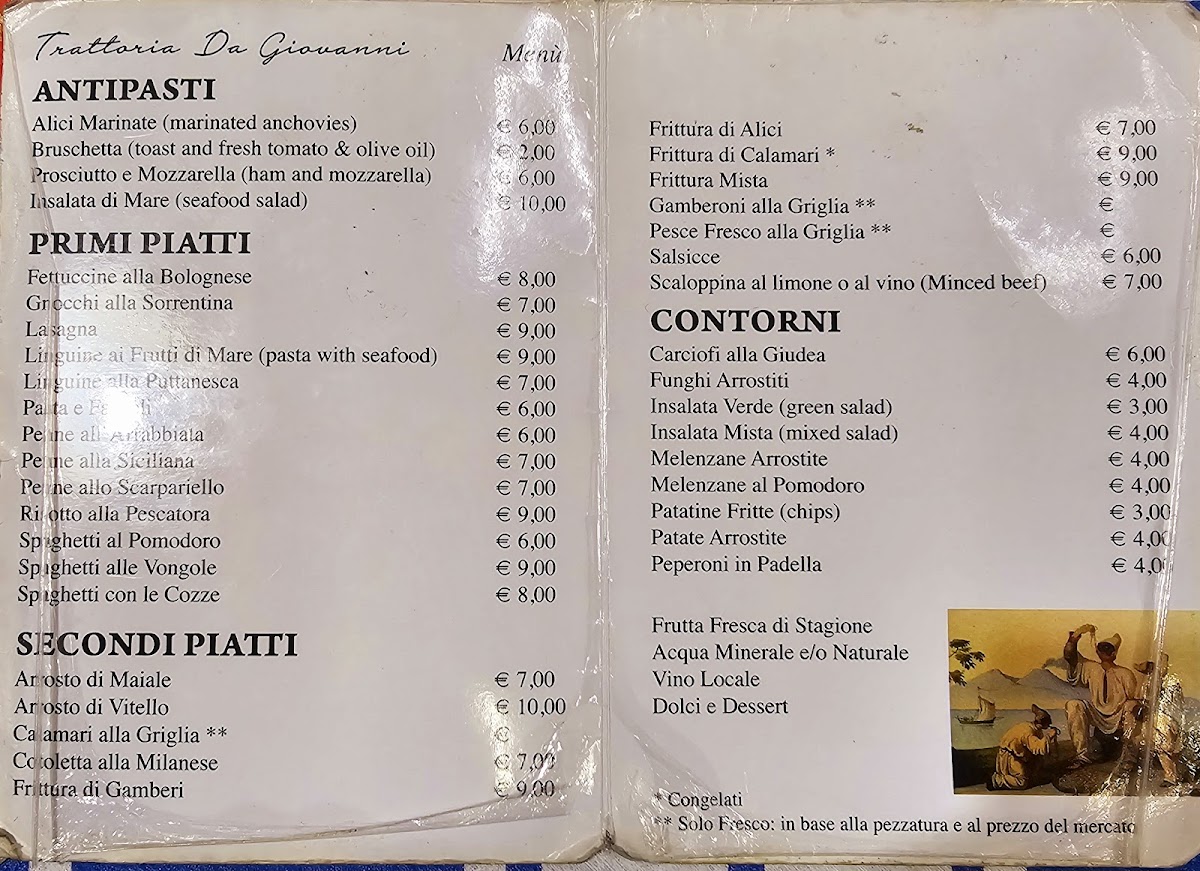 Trattoria Da Giovanni Menù
ANTIPASTI
Alici Marinate (marinated anchovies) € 6,00
Bruschetta (toast and fresh tomato & olive oil) € 2,00
Prosciutto e Mozzarella (ham and mozzarella) € 6,00
Insalata di Mare (seafood salad) € 10,00
PRIMI PIATTI
Fettuccine alla Bolognese € 8,00
Gnocchi alla Sorrentina € 7,00
Lasagna € 9,00
Linguine ai Frutti di Mare (pasta with seafood) € 9,00
Linguine alla Puttanesca € 7,00
Pasta e € 6,00
Penne all'Arrabbiata € 6,00
Penne alla Siciliana € 7,00
Penne allo Scarpariello € 7,00
Risotto alla Pescatora € 9,00
Spaghetti al Pomodoro € 6,00
Spaghetti alle Vongole € 9,00
Spaghetti con le Cozze € 8,00
SECONDI PIATTI
Arrosto di Maiale € 7,00
Arrosto di Vitello € 10,00
Calamari alla Griglia ** €
Cotoletta alla Milanese € 7,00
Frittura di Gamberi € 9,00
Frittura di Alici € 7,00
Frittura di Calamari * € 9,00
Frittura Mista € 9,00
Gamberoni alla Griglia ** €
Pesce Fresco alla Griglia ** €
Salsicce € 6,00
Scaloppina al limone o al vino (Minced beef) € 7,00
CONTORNI
Carciofi alla Giudea € 6,00
Funghi Arrostiti € 4,00
Insalata Verde (green salad) € 3,00
Insalata Mista (mixed salad) € 4,00
Melenzane Arrostite € 4,00
Melenzane al Pomodoro € 4,00
Patatine Fritte (chips) € 3,00
Patate Arrostite € 4,00
Peperoni in Padella € 4,00
Frutta Fresca di Stagione
Acqua Minerale e/o Naturale
Vino Locale
Dolci e Dessert
* Congelati
** Solo Fresco: in base alla pezzatura e al prezzo del mercato